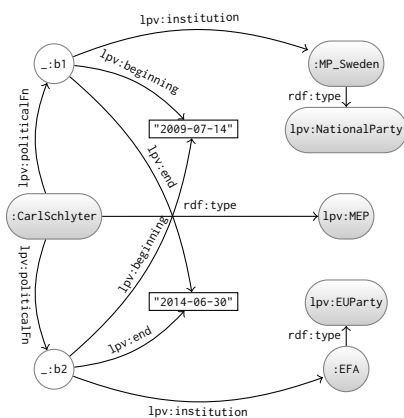 lpv:institution
_:b1
:MP_Sweden
lpv:beginning
rdf:type
lpv:politicalFn
"2009-07-14"
lpv:NationalParty
lpv:end
:CarlSchlyter
rdf:type
lpv:MEP
lpv:beginning
lpv:politicalFn
"2014-06-30"
lpv:EUParty
lpv:end
rdf:type
_:b2
:EFA
lpv:institution